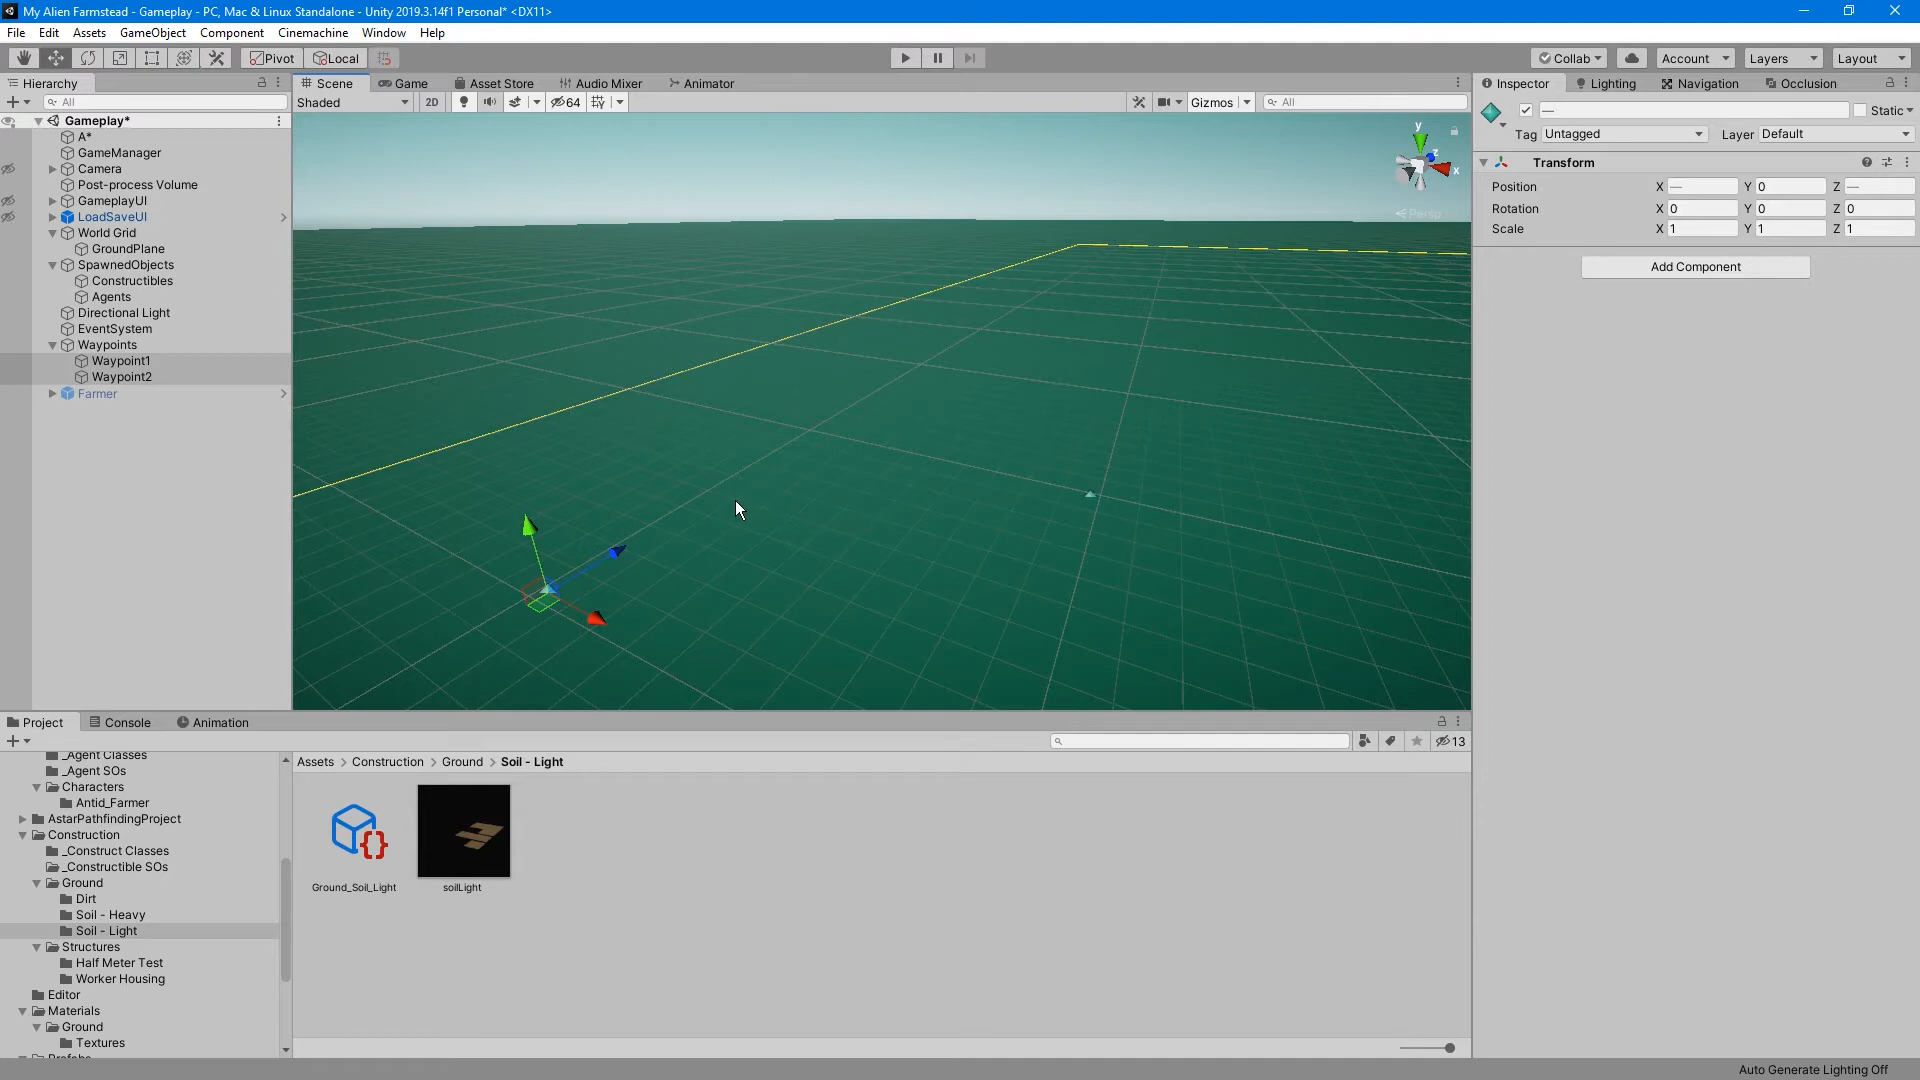 My Alien Farmstead - Gameplay - PC, Mac & Linux Standalone - Unity 2019.3.14f1 Personal* <DX11>
File Edit Assets GameObject Component Cinemachine Window Help
Pivot Local Collab Account Layers Layout
Hierarchy Scene Game Asset Store Audio Mixer Animator Inspector Lighting Navigation Occlusion
All Shaded 2D 64 Gizmos All
Static
Gameplay*
A*
GameManager
Camera
Post-process Volume
GameplayUI
LoadSaveUI
World Grid
GroundPlane
SpawnedObjects
Constructibles
Agents
Directional Light
EventSystem
Waypoints
Waypoint1
Waypoint2
Farmer
y
z
x
Persp
Tag Untagged Layer Default
Transform
Position X — Y 0 Z —
Rotation X 0 Y 0 Z 0
Scale X 1 Y 1 Z 1
Add Component
Project Console Animation
13
_Agent Classes
_Agent SOs
Characters
Antid_Farmer
AstarPathfindingProject
Construction
_Construct Classes
_Constructible SOs
Ground
Dirt
Soil - Heavy
Soil - Light
Structures
Half Meter Test
Worker Housing
Editor
Materials
Ground
Textures
Prefabs
Assets > Construction > Ground > Soil - Light
Ground_Soil_Light soilLight
Auto Generate Lighting Off